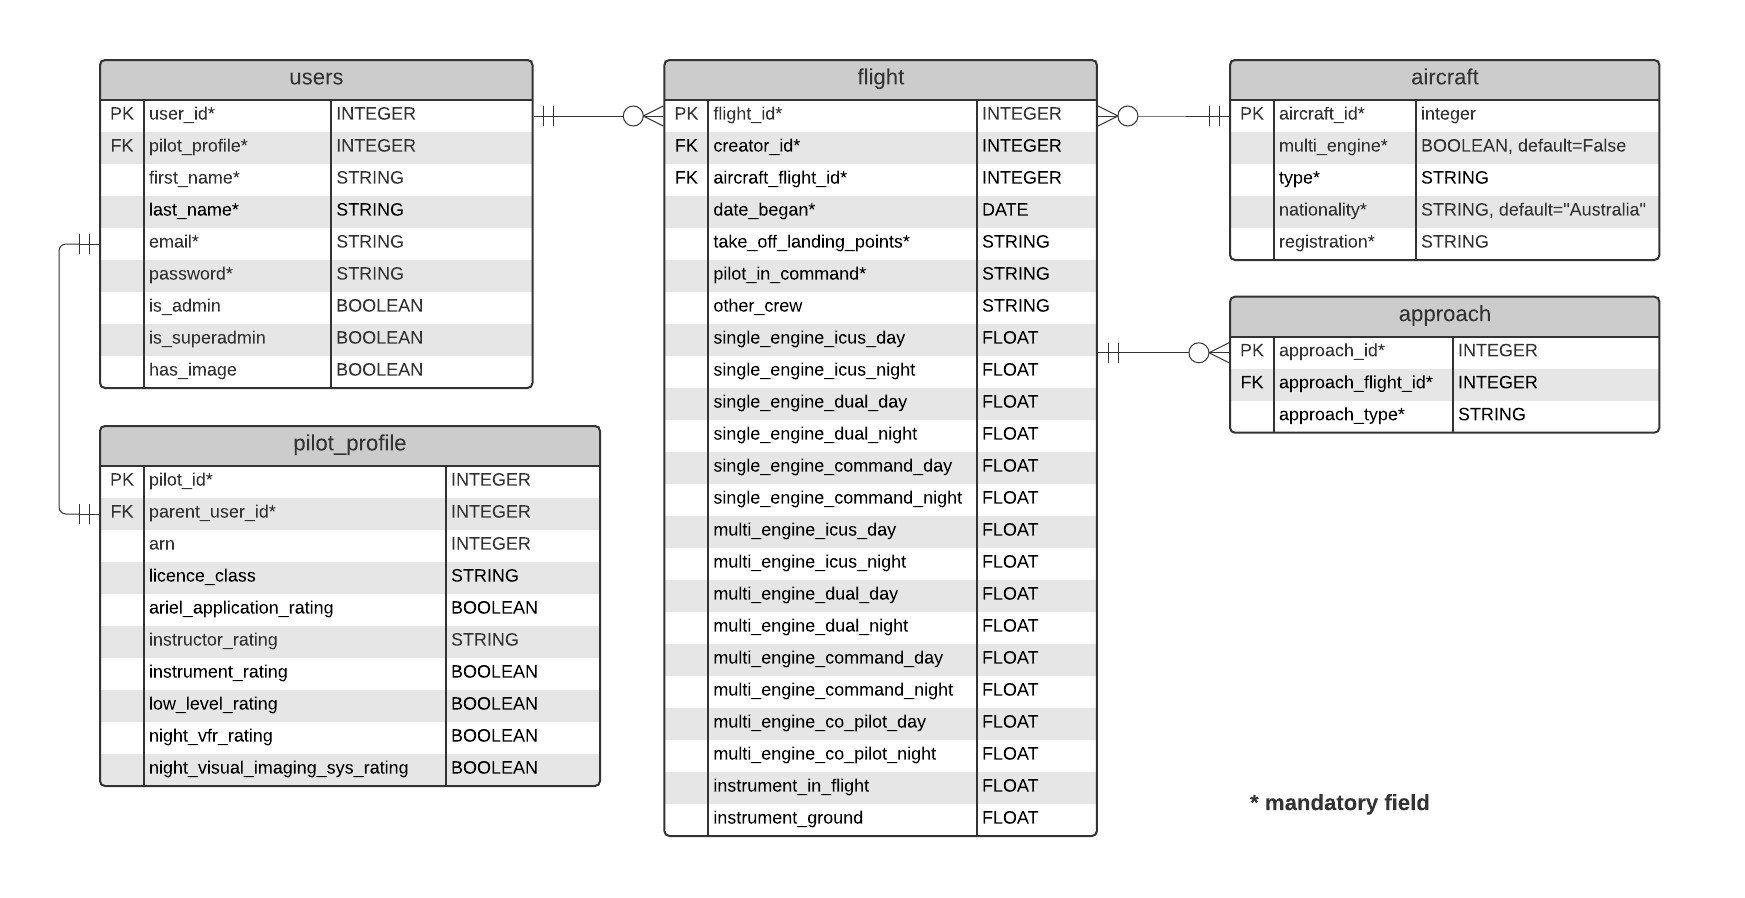 users
PK user_id* INTEGER
FK pilot_profile* INTEGER
first_name* STRING
last_name* STRING
email* STRING
password* STRING
is_admin BOOLEAN
is_superadmin BOOLEAN
has_image BOOLEAN
pilot_profile
PK pilot_id* INTEGER
FK parent_user_id* INTEGER
arn INTEGER
licence_class STRING
ariel_application_rating BOOLEAN
instructor_rating STRING
instrument_rating BOOLEAN
low_level_rating BOOLEAN
night_vfr_rating BOOLEAN
night_visual_imaging_sys_rating BOOLEAN
flight
PK flight_id* INTEGER
FK creator_id* INTEGER
FK aircraft_flight_id* INTEGER
date_began* DATE
take_off_landing_points* STRING
pilot_in_command* STRING
other_crew STRING
single_engine_icus_day FLOAT
single_engine_icus_night FLOAT
single_engine_dual_day FLOAT
single_engine_dual_night FLOAT
single_engine_command_day FLOAT
single_engine_command_night FLOAT
multi_engine_icus_day FLOAT
multi_engine_icus_night FLOAT
multi_engine_dual_day FLOAT
multi_engine_dual_night FLOAT
multi_engine_command_day FLOAT
multi_engine_command_night FLOAT
multi_engine_co_pilot_day FLOAT
multi_engine_co_pilot_night FLOAT
instrument_in_flight FLOAT
instrument_ground FLOAT
aircraft
PK aircraft_id* integer
multi_engine* BOOLEAN, default=False
type* STRING
nationality* STRING, default="Australia"
registration* STRING
approach
PK approach_id* INTEGER
FK approach_flight_id* INTEGER
approach_type* STRING
* mandatory field